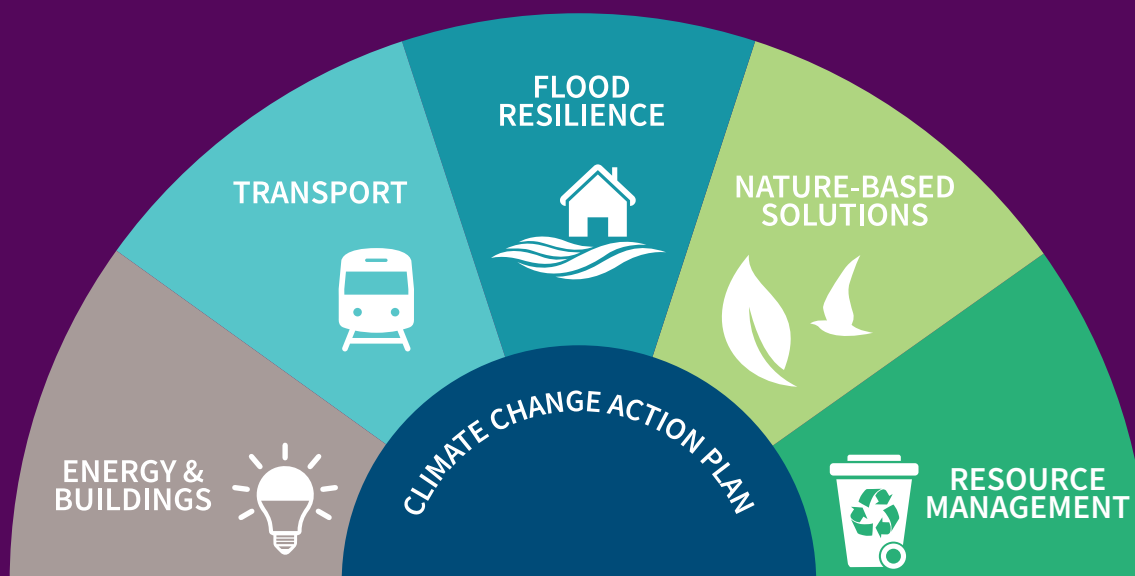 FLOOD
RESILIENCE
TRANSPORT
NATURE-BASED
SOLUTIONS
ENERGY &
BUILDINGS
CLIMATE CHANGE ACTION PLAN
RESOURCE
MANAGEMENT